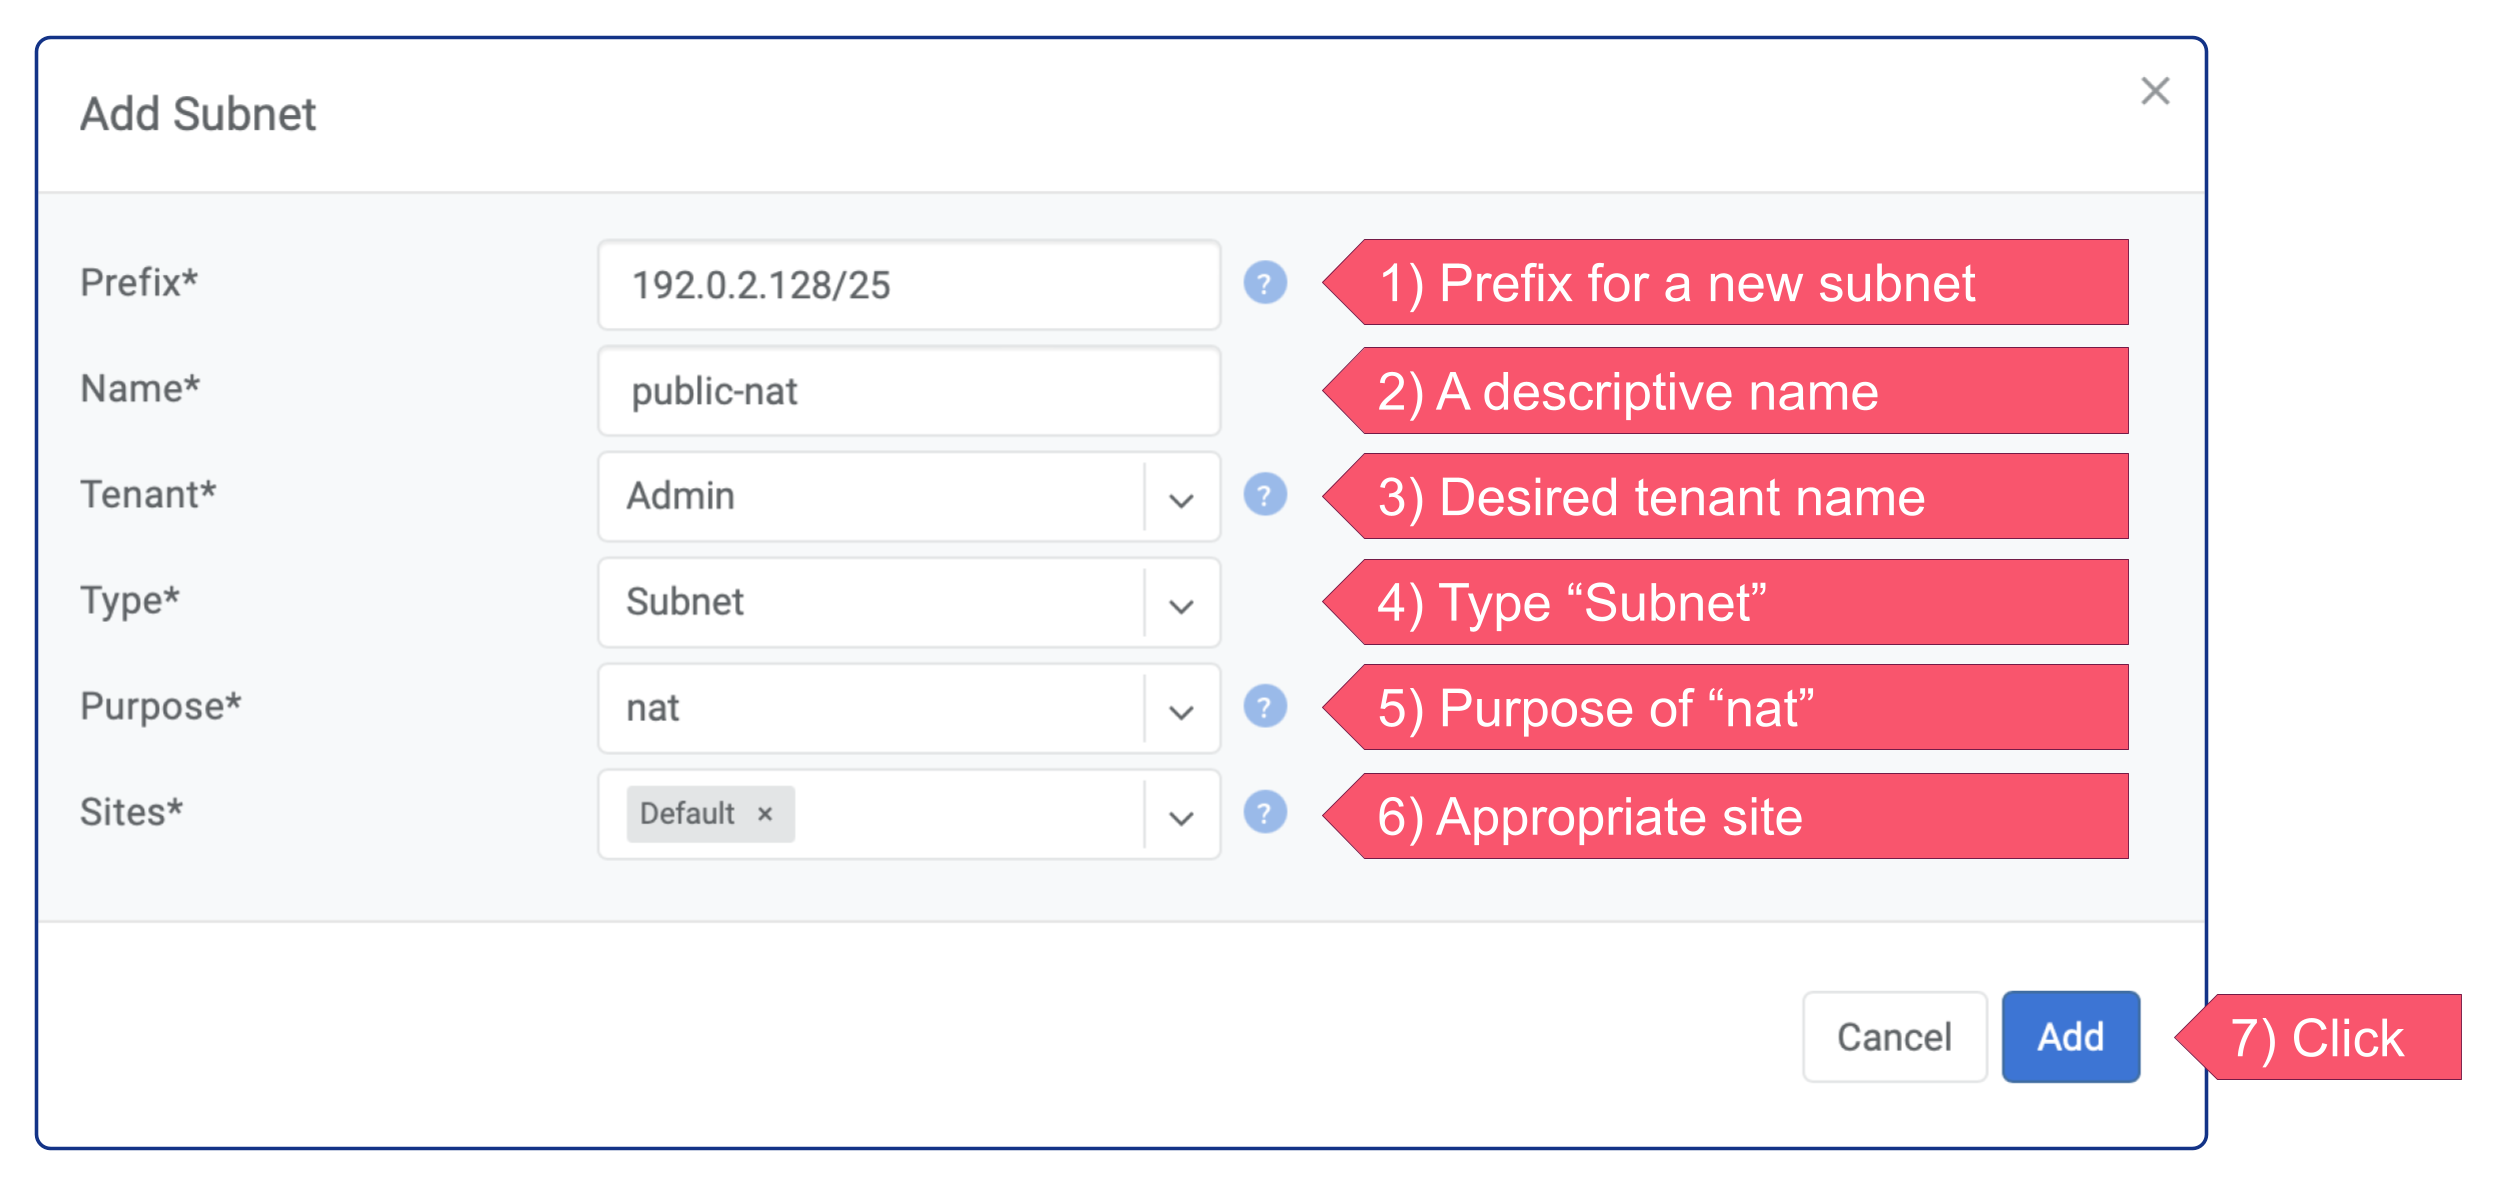 Add Subnet ×
Prefix* 192.0.2.128/25 ? 1) Prefix for a new subnet
Name* public-nat 2) A descriptive name
Tenant* Admin ? 3) Desired tenant name
Type* Subnet 4) Type “Subnet”
Purpose* nat ? 5) Purpose of “nat”
Sites* Default × ? 6) Appropriate site
Cancel Add 7) Click